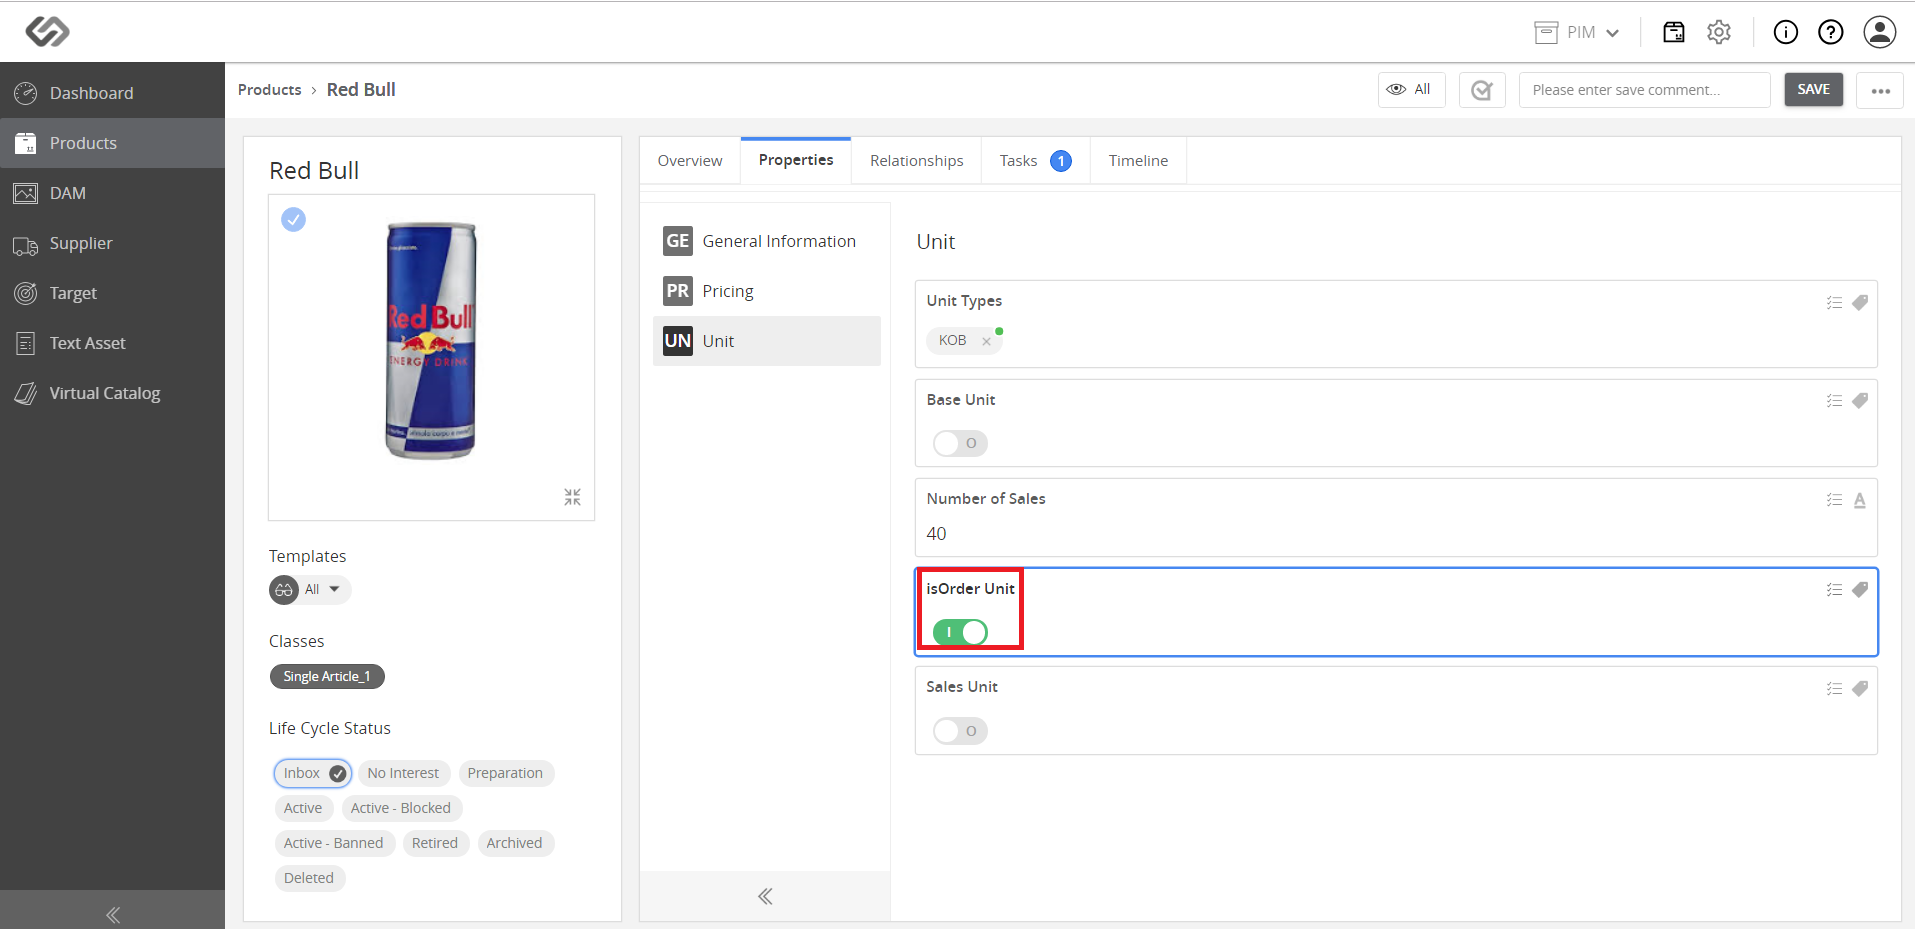 PIM
Dashboard
Products
DAM
Supplier
Target
Text Asset
Virtual Catalog
Products › Red Bull
All
Please enter save comment...
SAVE
Red Bull
Red Bull
ENERGY DRINK
Templates
All
Classes
Single Article_1
Life Cycle Status
Inbox No Interest Preparation
Active Active - Blocked
Active - Banned Retired Archived
Deleted
Overview Properties Relationships Tasks 1 Timeline
GE General Information
PR Pricing
UN Unit
Unit
Unit Types
KOB
Base Unit
O
Number of Sales
A
40
isOrder Unit
I
Sales Unit
O